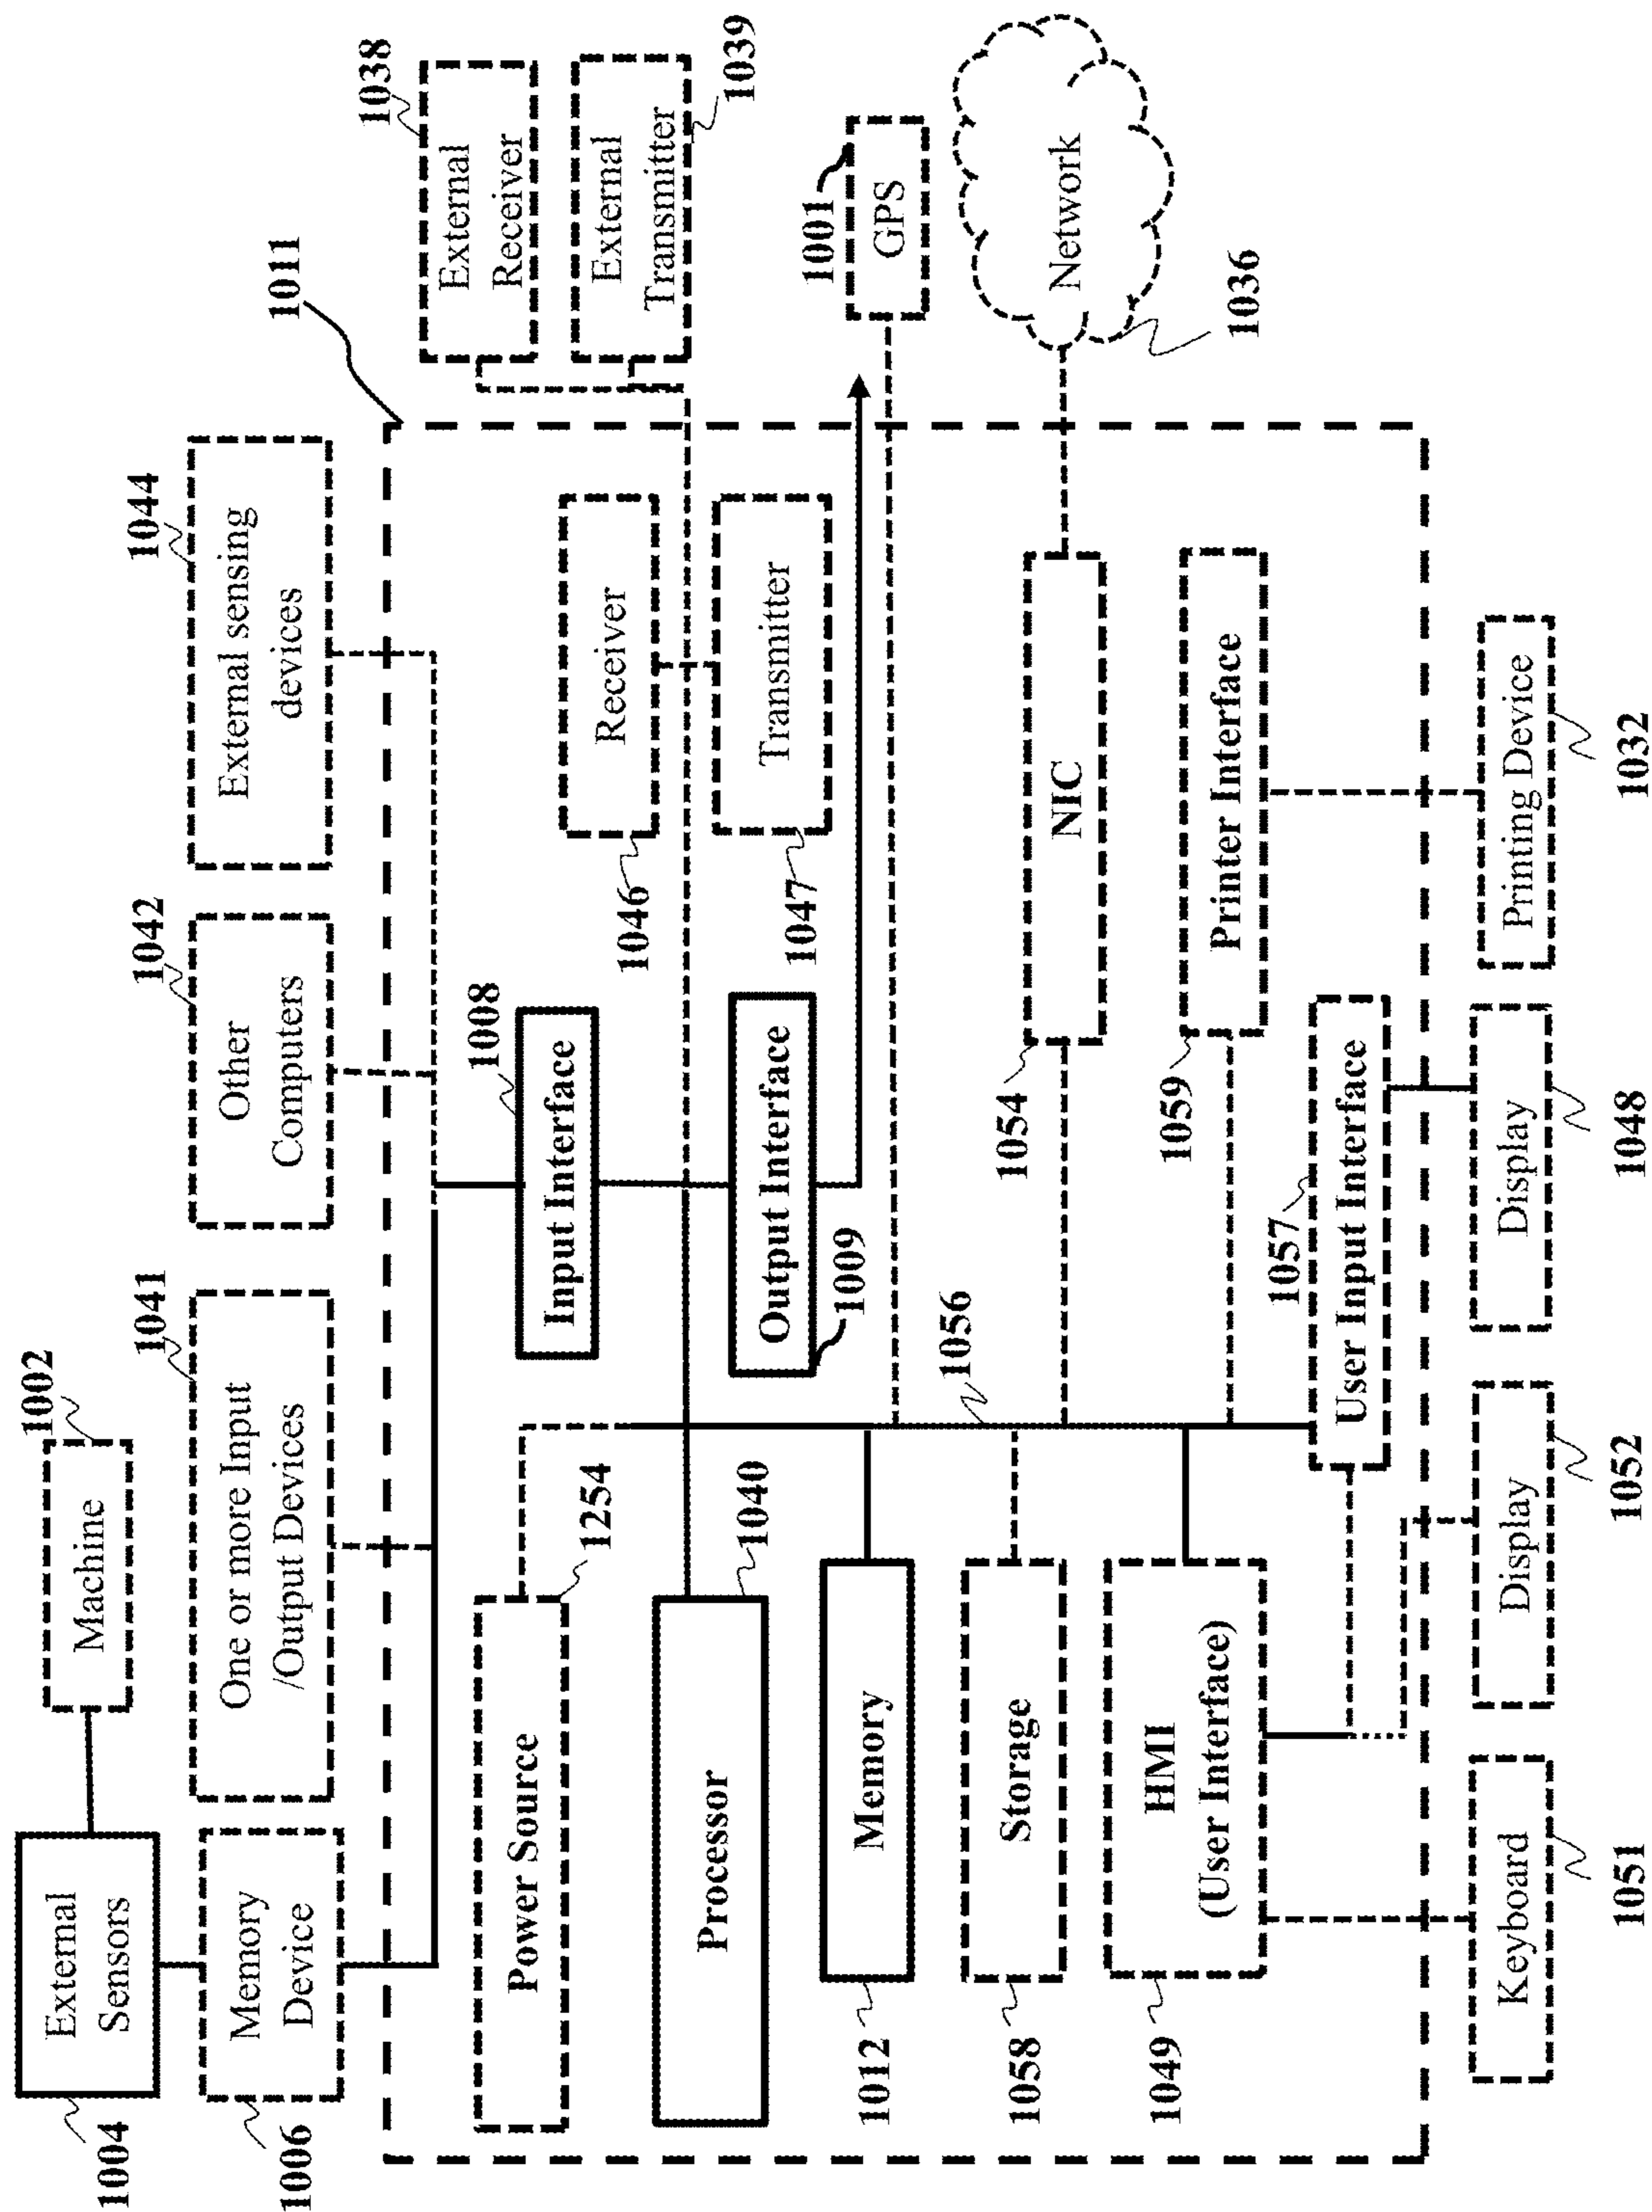 1004
External
Sensors
Machine
1002
1006
Memory
Device
One or more Input
/Output Devices
1041
Other
Computers
1042
External sensing
devices
1044
1011
Power Source
1254
Processor
1040
Input Interface
1008
Output Interface
1009
Receiver
1046
Transmitter
1047
External
Receiver
1038
External
Transmitter
1039
GPS
1001
Network
1036
Memory
1012
Storage
1058
HMI
(User Interface)
1049
1056
NIC
1054
Printer Interface
1059
User Input Interface
1057
Keyboard
1051
Display
1052
Display
1048
Printing Device
1032